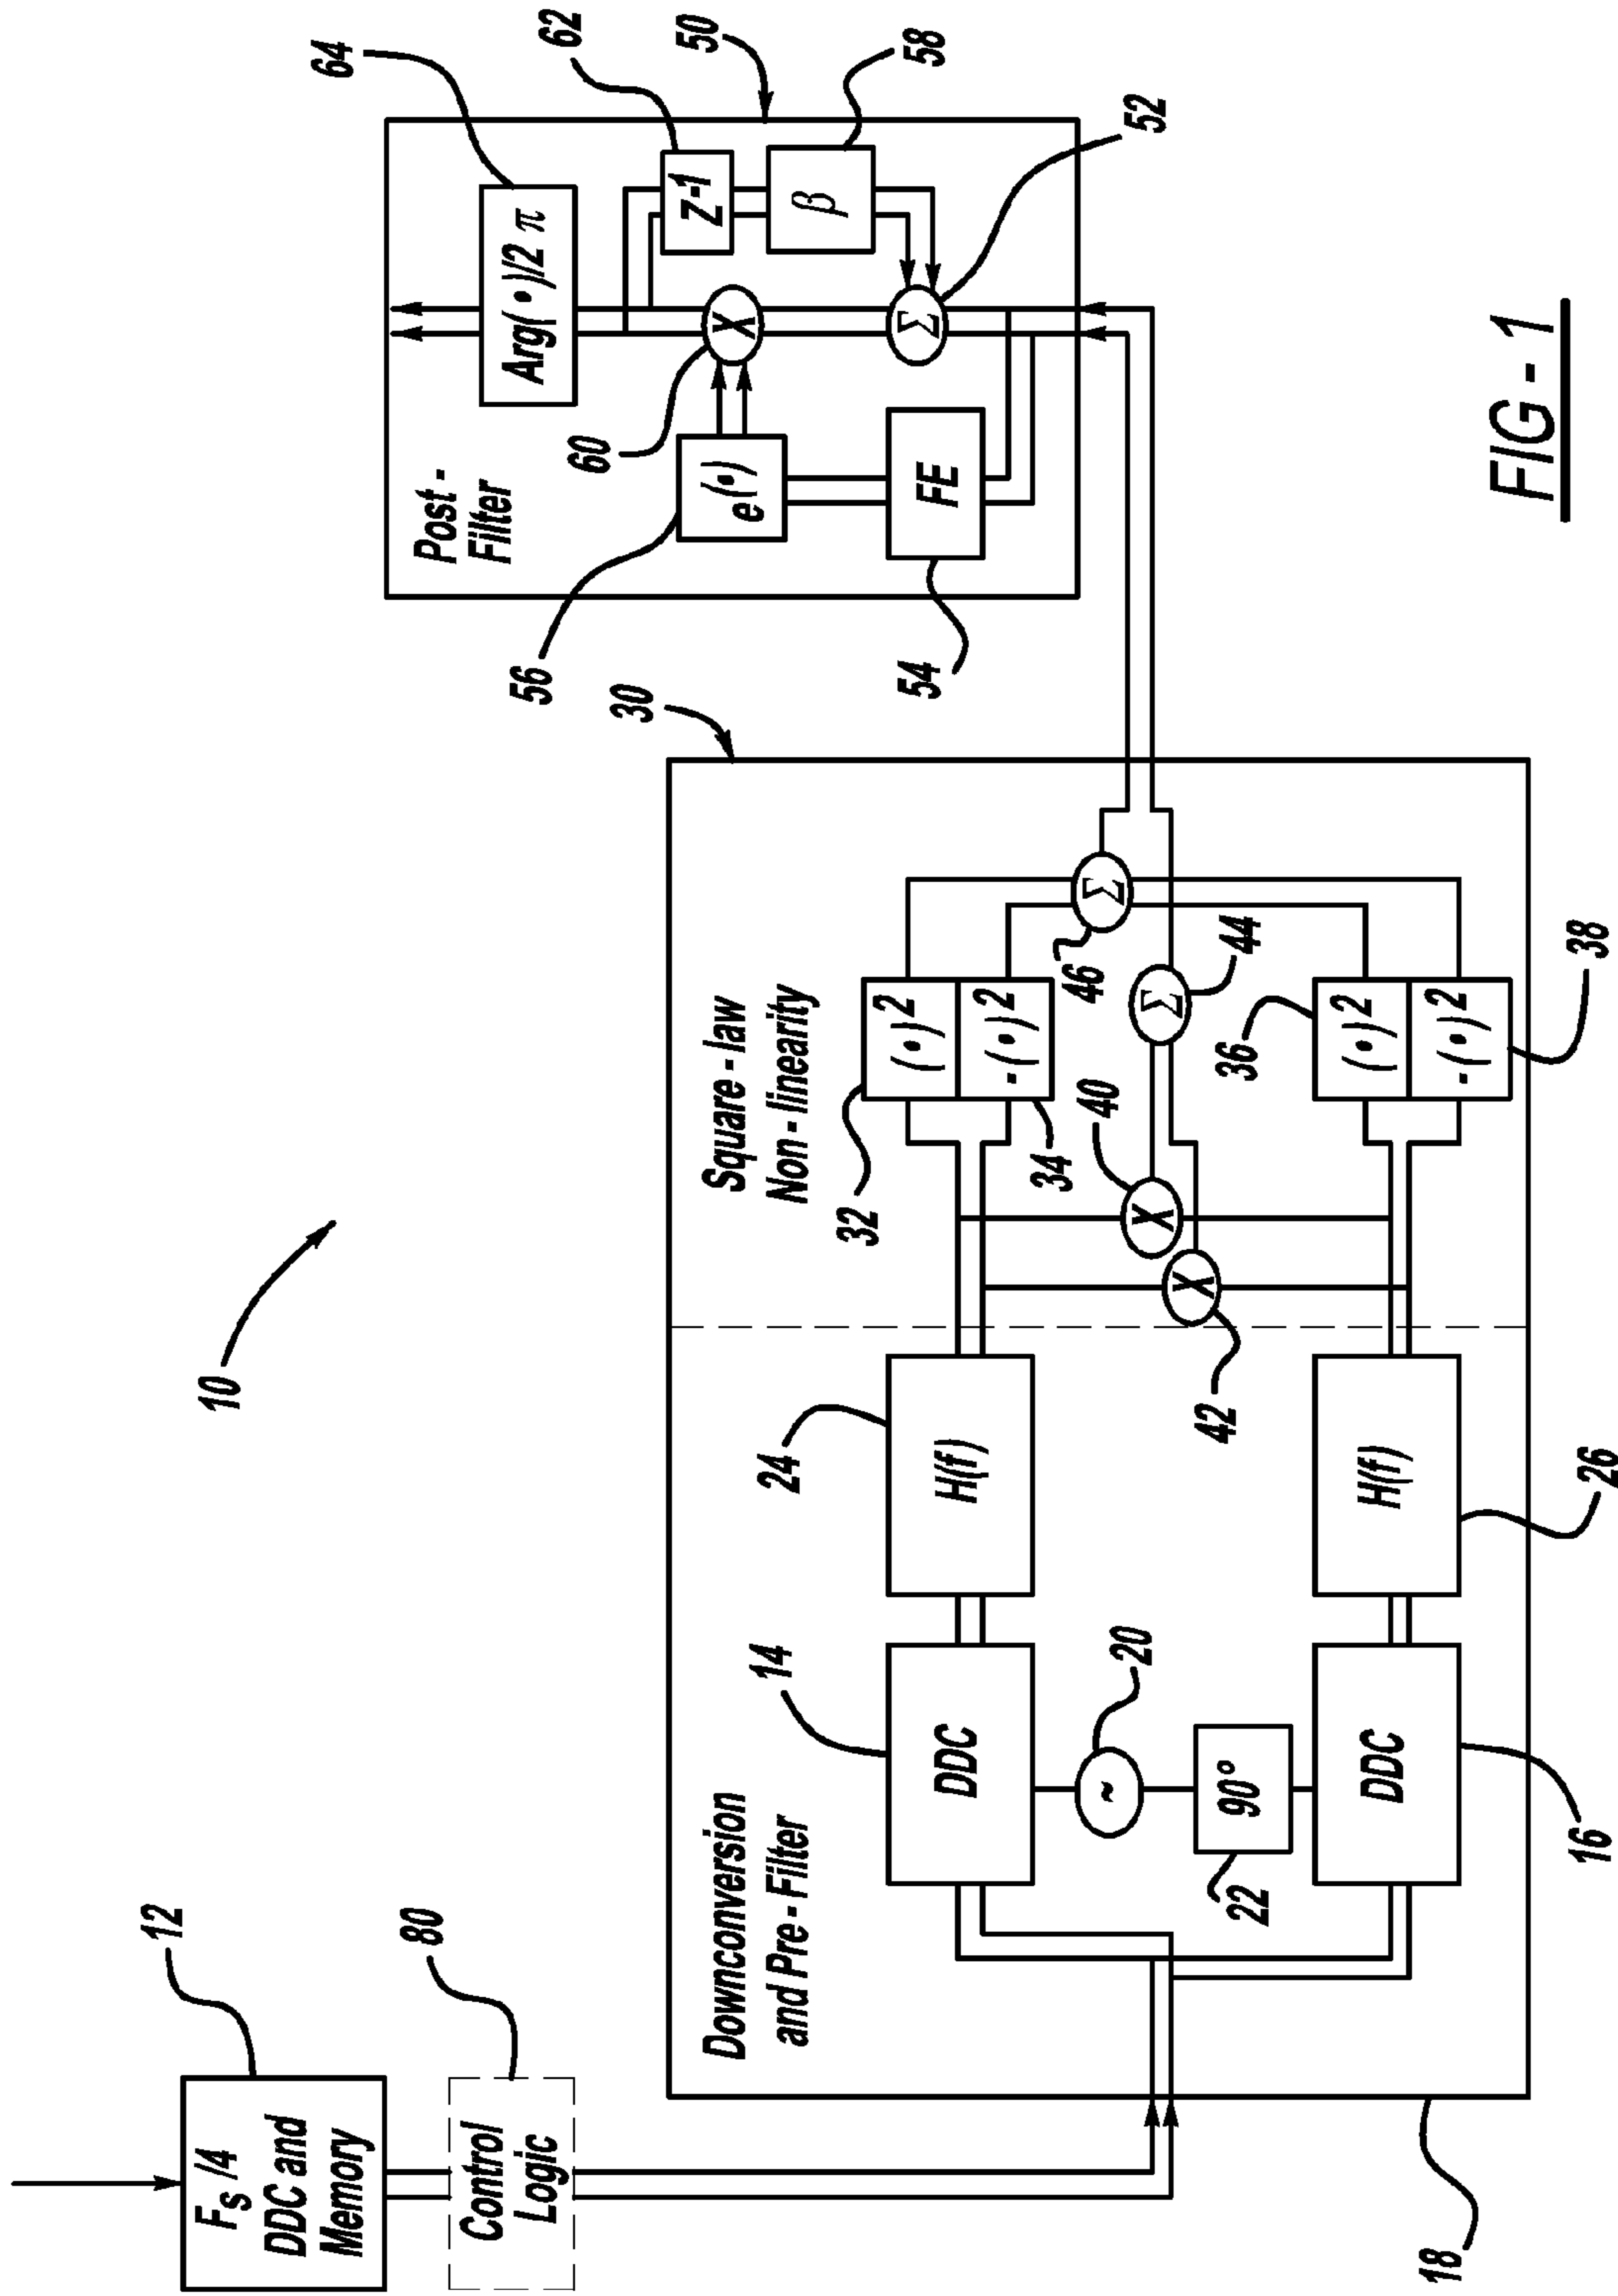 10
12
F_s /4
DDC and
Memory
80
Control
Logic
18
Downconversion
and Pre - Filter
14
DDC
20
~
22
90°
16
DDC
24
H(f)
26
H(f)
30
Square - law
Non - linearity
32
(•)²
34
-(•)²
36
(•)²
38
-(•)²
40
X
42
X
44
Σ
46
Σ
50
Post -
Filter
52
Σ
54
FE
56
e(•)
58
β
60
X
62
Z-1
64
Arg(•)/2 π
FIG - 1